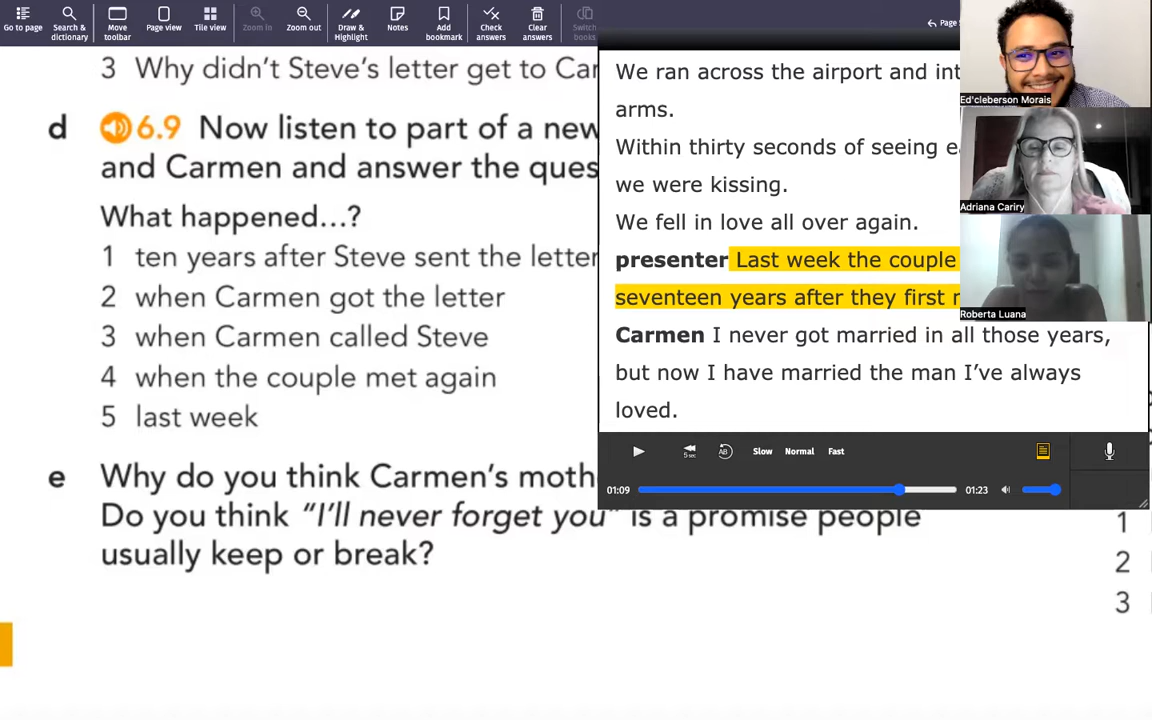 Go to page
Search & dictionary
Move toolbar
Page view
Tile view
Zoom in
Zoom out
Draw & Highlight
Notes
Add bookmark
Check answers
Clear answers
Switch books
Page
3 Why didn't Steve's letter get to Car
d 6.9 Now listen to part of a new
and Carmen and answer the ques
What happened…?
1 ten years after Steve sent the letter
2 when Carmen got the letter
3 when Carmen called Steve
4 when the couple met again
5 last week
e Why do you think Carmen's moth
Do you think "I'll never forget you" is a promise people
usually keep or break?
We ran across the airport and int
arms.
Within thirty seconds of seeing ea
we were kissing.
We fell in love all over again.
presenter Last week the couple
seventeen years after they first
Carmen I never got married in all those years,
but now I have married the man I've always
loved.
5 sec
AB
Slow
Normal
Fast
01:09
01:23
Ed'cleberson Morais
Adriana Cariry
Roberta Luana
1
2
3